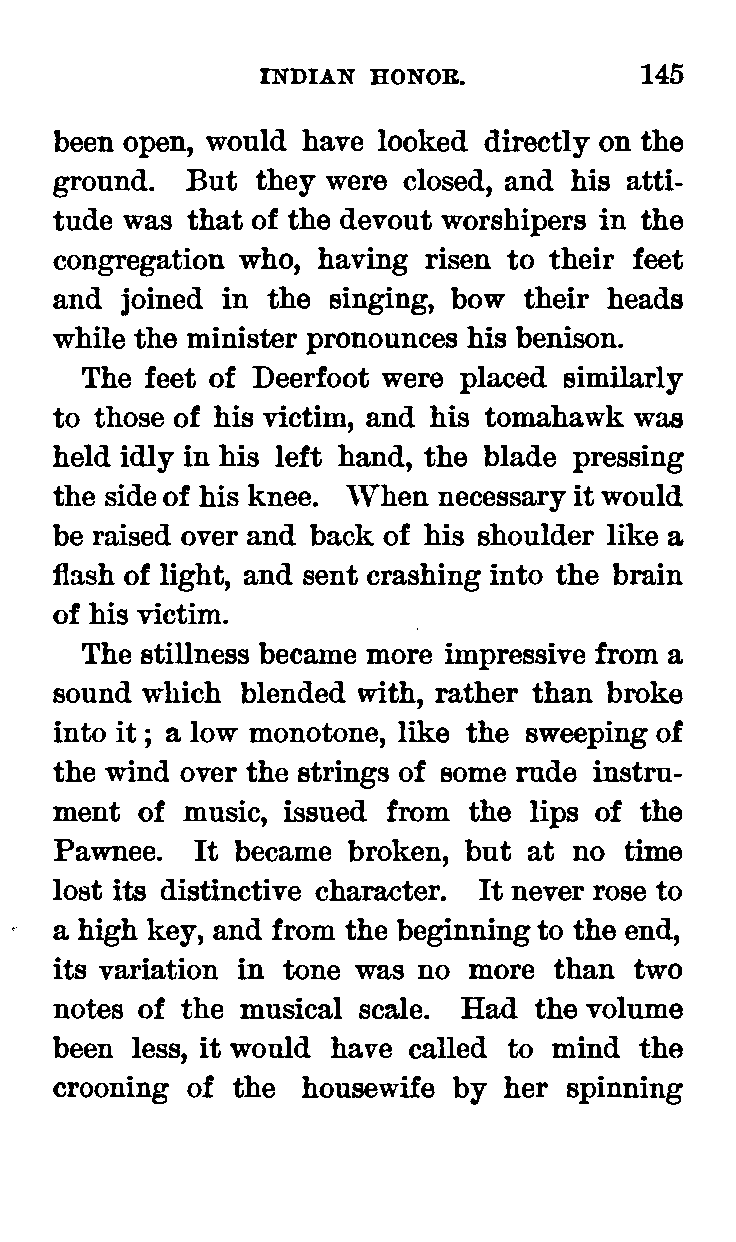 INDIAN HONOR. 145
been open, would have looked directly on the
ground. But they were closed, and his atti-
tude was that of the devout worshipers in the
congregation who, having risen to their feet
and joined in the singing, bow their heads
while the minister pronounces his benison.
The feet of Deerfoot were placed similarly
to those of his victim, and his tomahawk was
held idly in his left hand, the blade pressing
the side of his knee. When necessary it would
be raised over and back of his shoulder like a
flash of light, and sent crashing into the brain
of his victim.
The stillness became more impressive from a
sound which blended with, rather than broke
into it; a low monotone, like the sweeping of
the wind over the strings of some rude instru-
ment of music, issued from the lips of the
Pawnee. It became broken, but at no time
lost its distinctive character. It never rose to
a high key, and from the beginning to the end,
its variation in tone was no more than two
notes of the musical scale. Had the volume
been less, it would have called to mind the
crooning of the housewife by her spinning